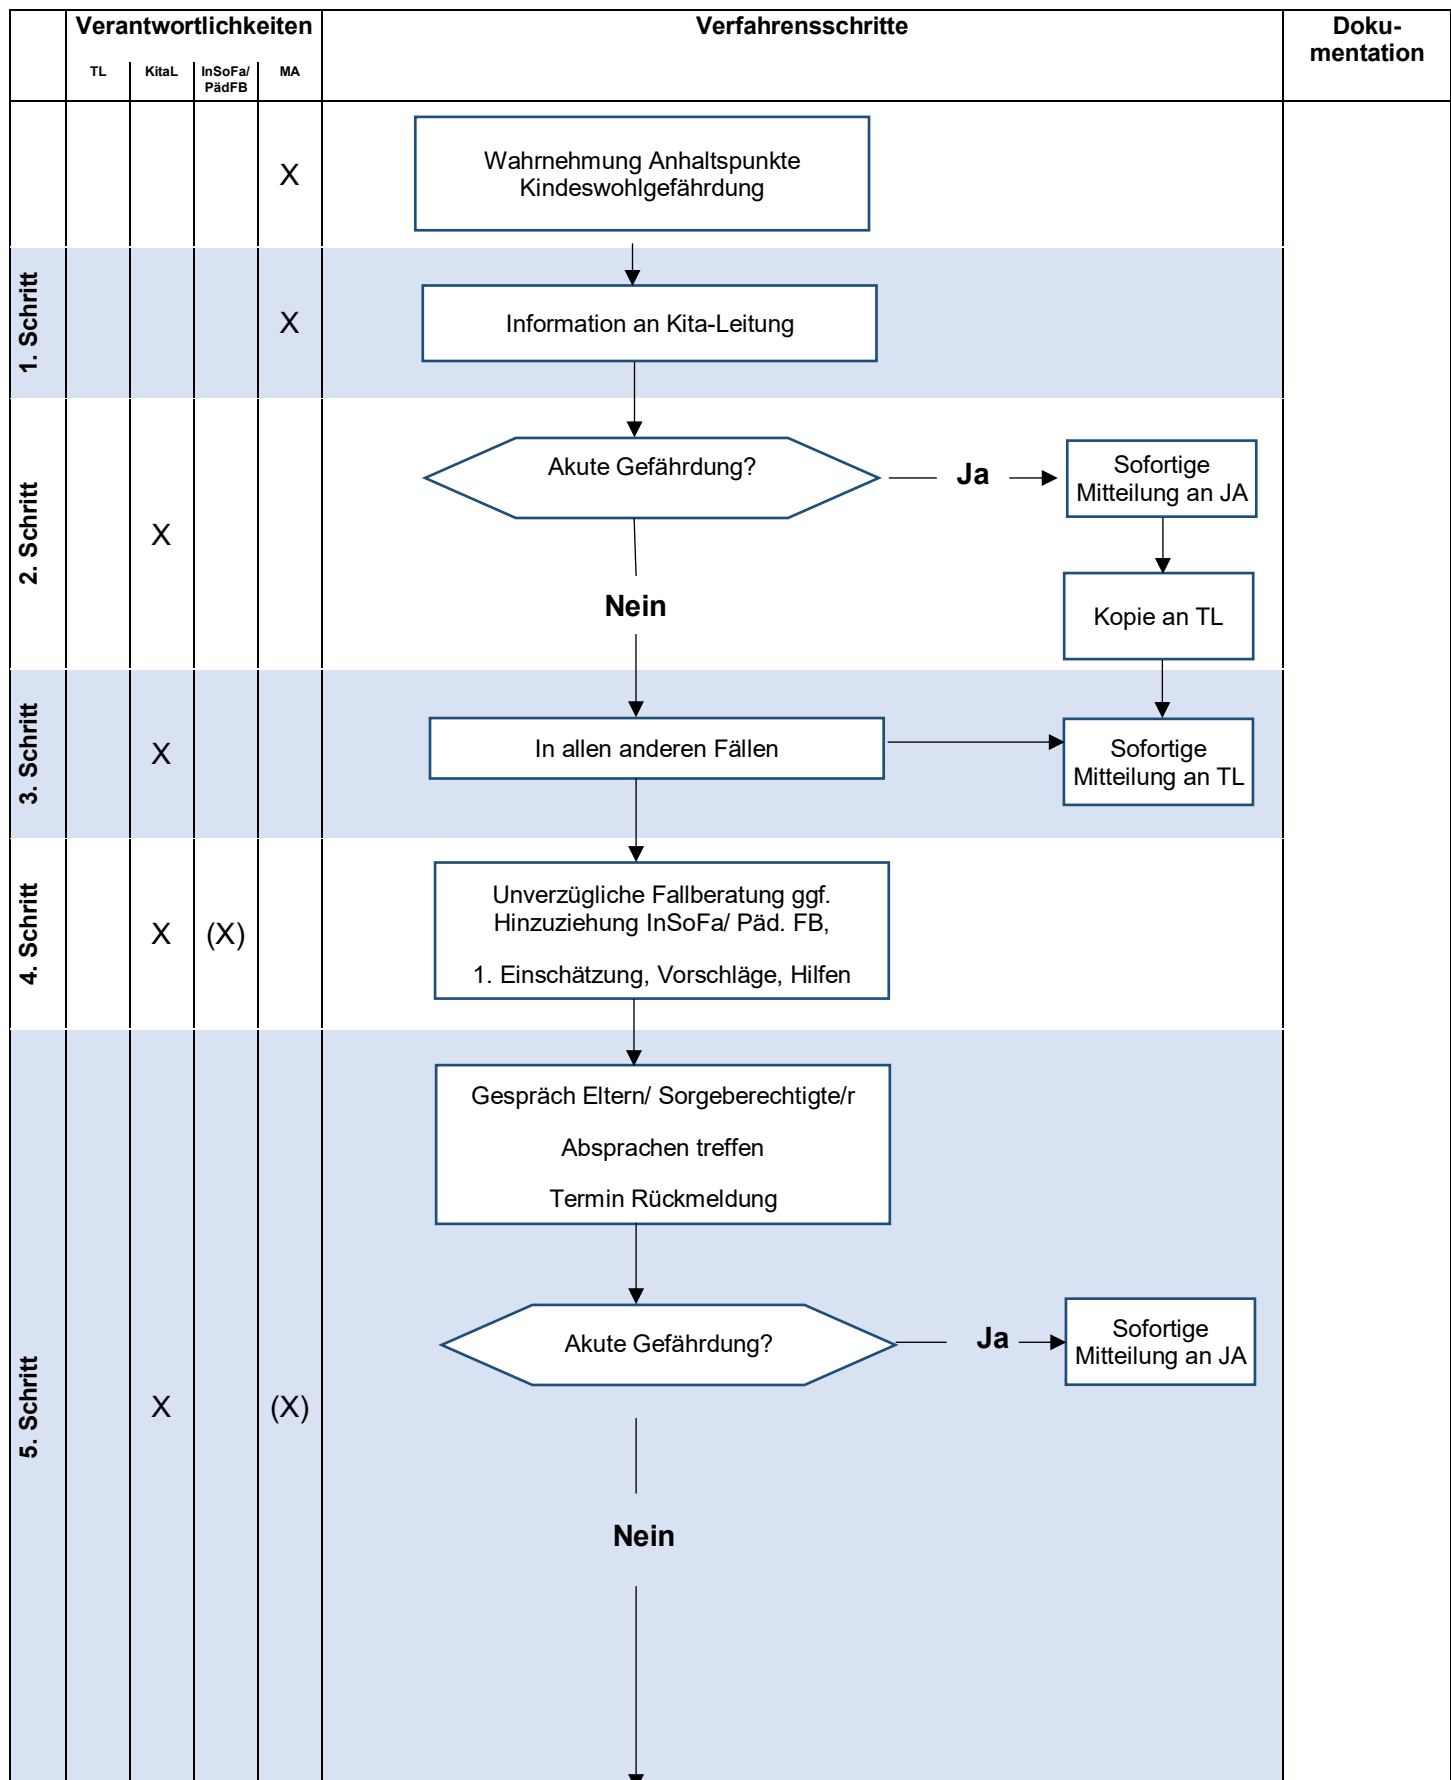 Verantwortlichkeiten
Verfahrensschritte
Doku-
mentation
TL
KitaL
InSoFa/
PädFB
MA
X
Wahrnehmung Anhaltspunkte
Kindeswohlgefährdung
1. Schritt
X
Information an Kita-Leitung
2. Schritt
X
Akute Gefährdung?
Ja
Sofortige
Mitteilung an JA
Nein
Kopie an TL
3. Schritt
X
In allen anderen Fällen
Sofortige
Mitteilung an TL
4. Schritt
X
(X)
Unverzügliche Fallberatung ggf.
Hinzuziehung InSoFa/ Päd. FB,
1. Einschätzung, Vorschläge, Hilfen
5. Schritt
X
(X)
Gespräch Eltern/ Sorgeberechtigte/r
Absprachen treffen
Termin Rückmeldung
Akute Gefährdung?
Ja
Sofortige
Mitteilung an JA
Nein